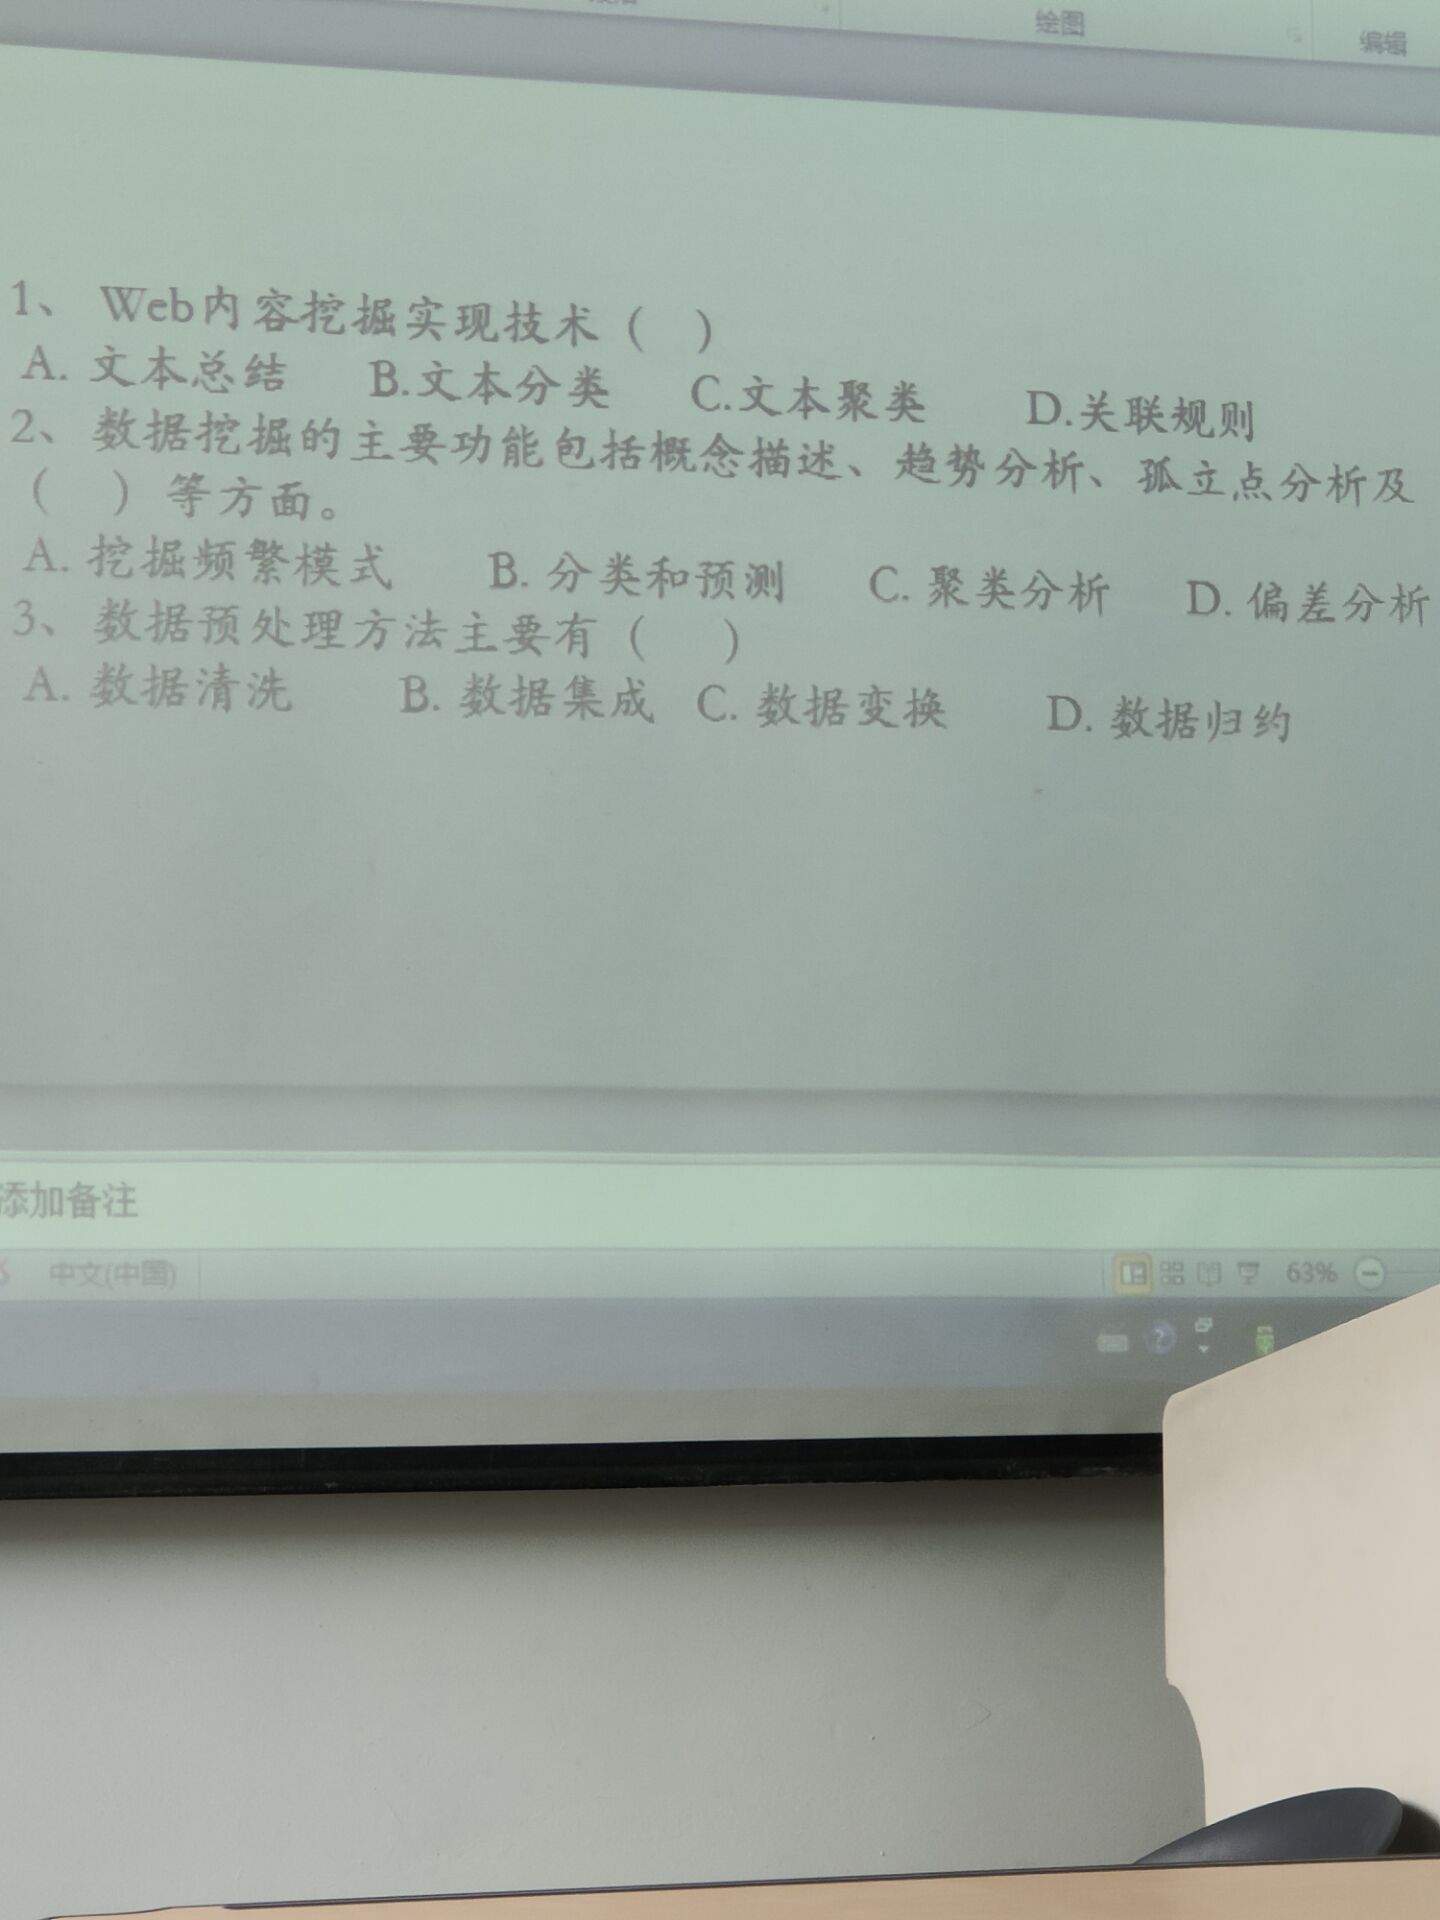 绘图
编辑
1、 Web内容挖掘实现技术（ ）
A. 文本总结 B.文本分类 C.文本聚类 D.关联规则
2、数据挖掘的主要功能包括概念描述、趋势分析、孤立点分析及
（ ）等方面。
A. 挖掘频繁模式 B. 分类和预测 C. 聚类分析 D. 偏差分析
3、数据预处理方法主要有（ ）
A. 数据清洗 B. 数据集成 C. 数据变换 D. 数据归约
添加备注
中文(中国)
63%